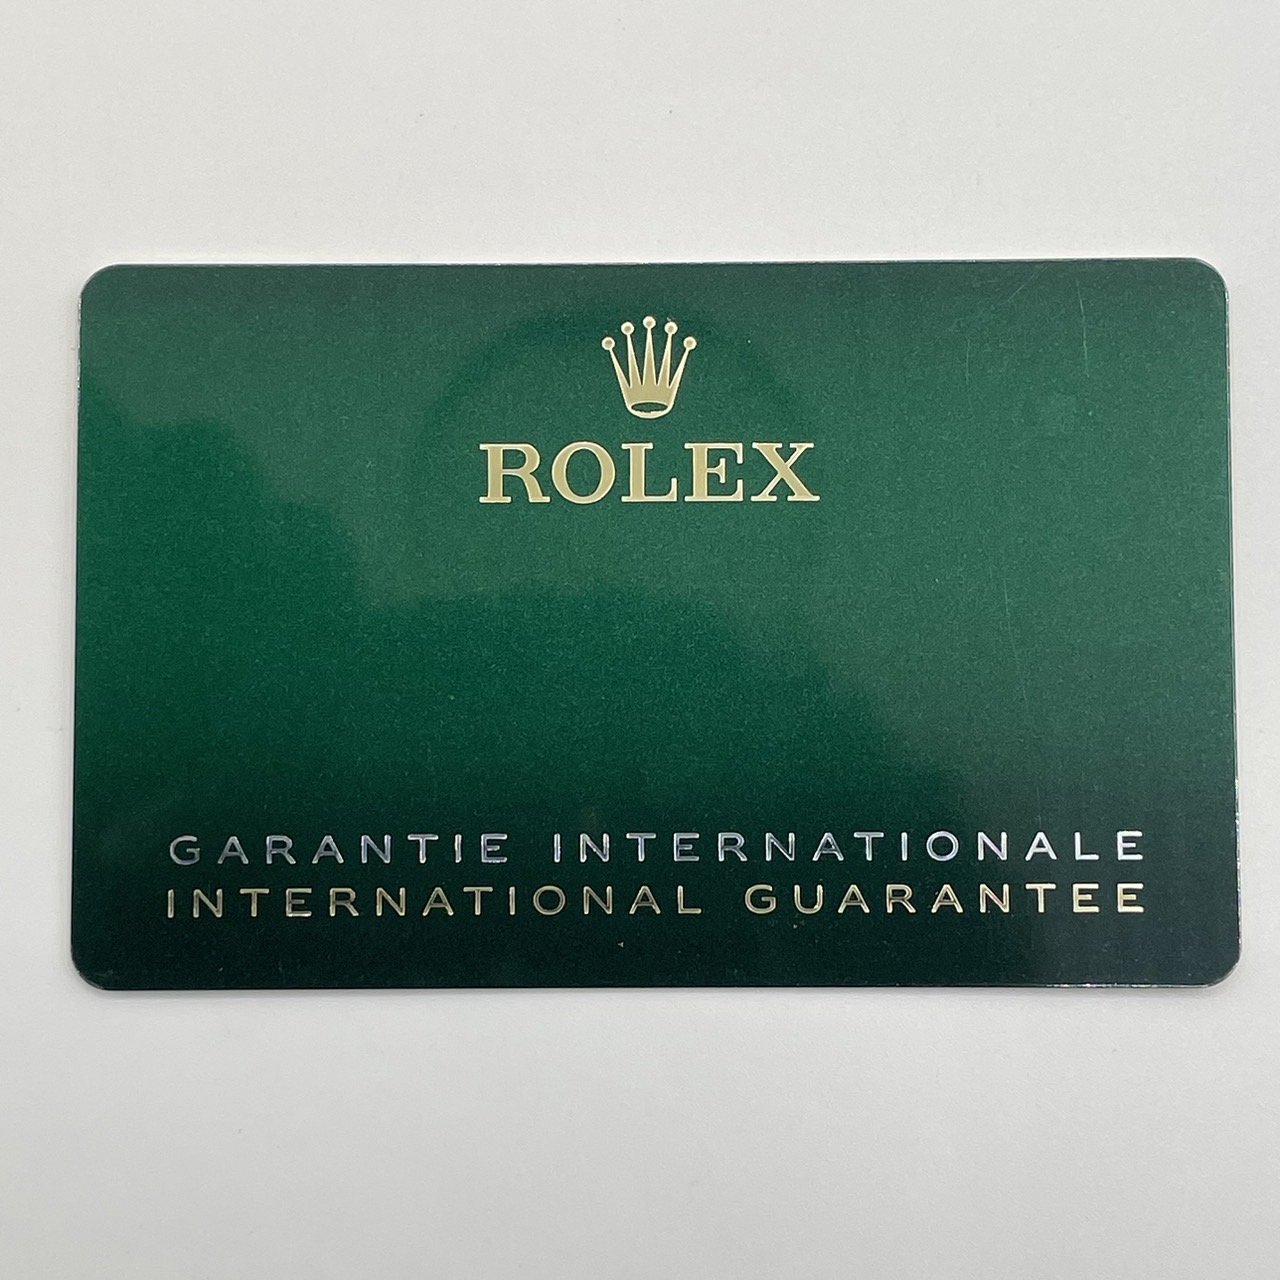 ROLEX
GARANTIE INTERNATIONALE
INTERNATIONAL GUARANTEE